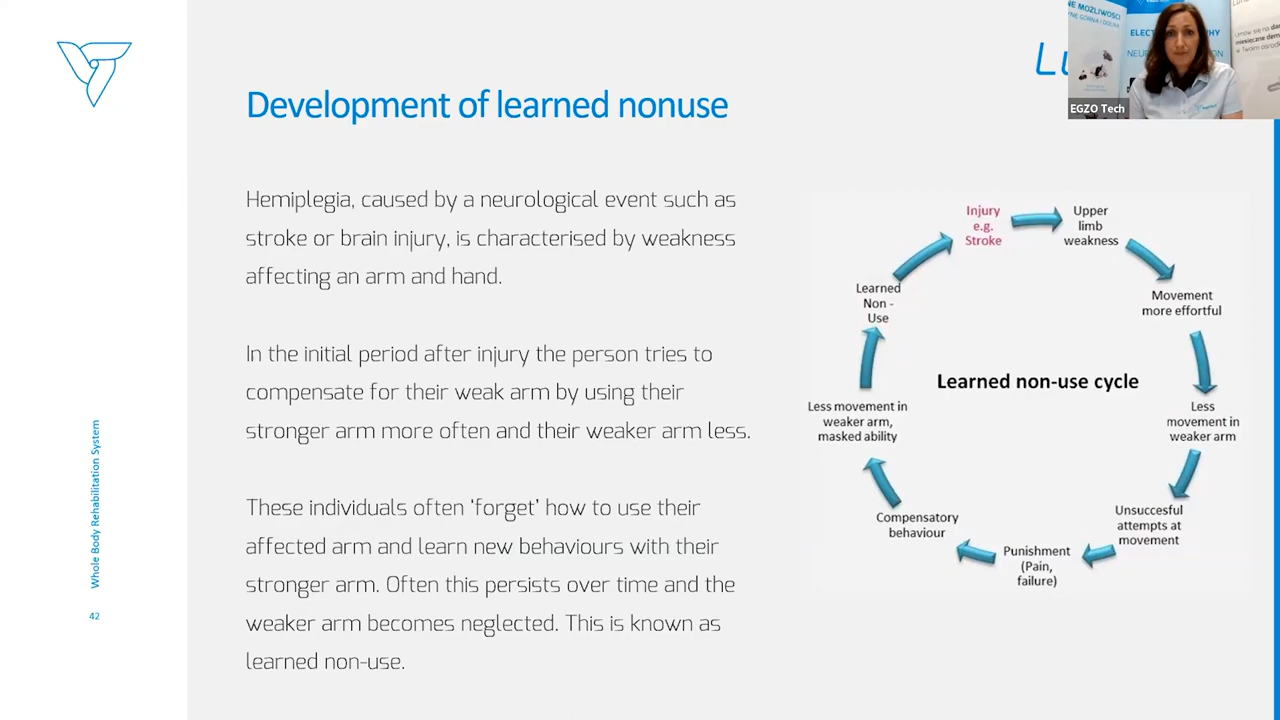 Development of learned nonuse
Hemiplegia, caused by a neurological event such as
stroke or brain injury, is characterised by weakness
affecting an arm and hand.
In the initial period after injury the person tries to
compensate for their weak arm by using their
stronger arm more often and their weaker arm less.
These individuals often ‘forget’ how to use their
affected arm and learn new behaviours with their
stronger arm. Often this persists over time and the
weaker arm becomes neglected. This is known as
learned non-use.
Injury
e.g.
Stroke
Upper
limb
weakness
Movement
more effortful
Less
movement in
weaker arm
Unsuccesful
attempts at
movement
Punishment
(Pain,
failure)
Compensatory
behaviour
Less movement in
weaker arm,
masked ability
Learned
Non -
Use
Learned non-use cycle
Whole Body Rehabilitation System
42
EGZO Tech
NE MOŻLIWOŚCI